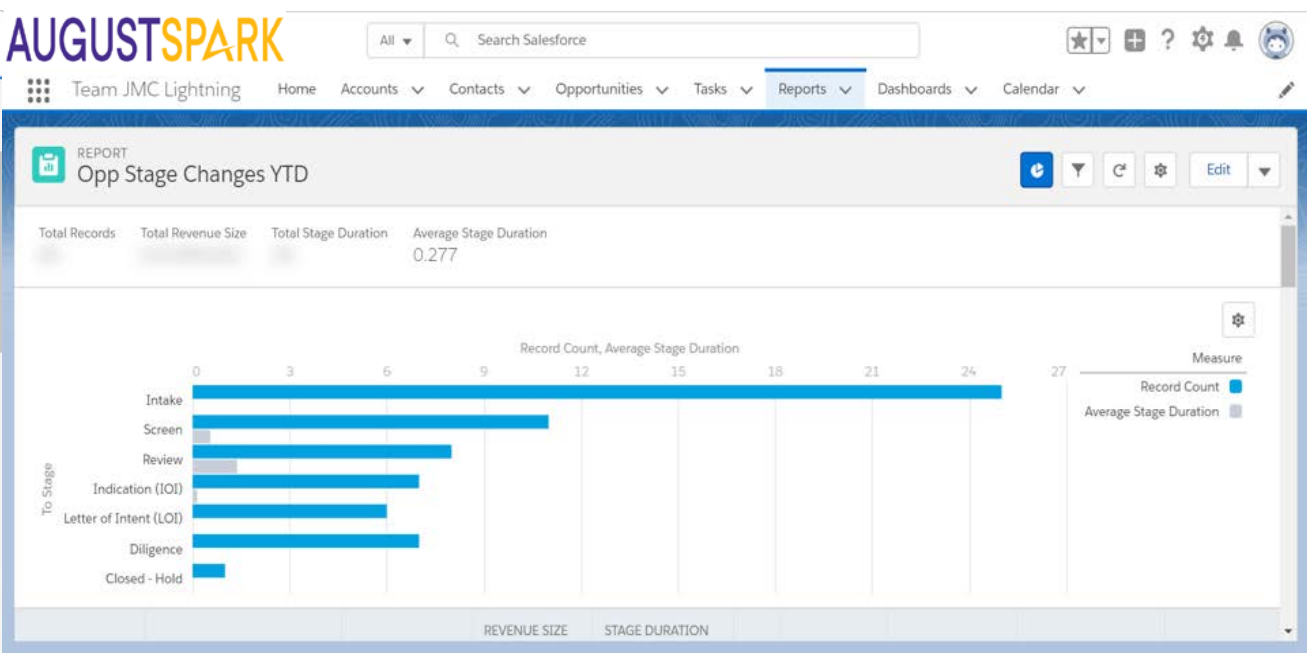 AUGUSTSPARK
All
Search Salesforce
Team JMC Lightning Home Accounts Contacts Opportunities Tasks Reports Dashboards Calendar
REPORT
Opp Stage Changes YTD
Edit
Total Records Total Revenue Size Total Stage Duration Average Stage Duration
0.277
Record Count, Average Stage Duration
0 3 6 9 12 15 18 21 24 27
Measure
Record Count
Average Stage Duration
To Stage
Intake
Screen
Review
Indication (IOI)
Letter of Intent (LOI)
Diligence
Closed - Hold
REVENUE SIZE STAGE DURATION